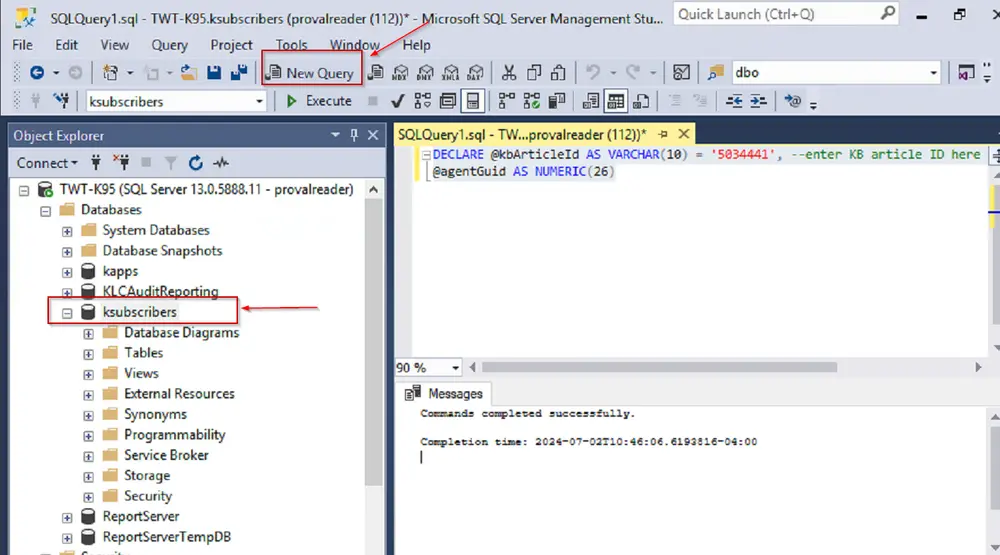 SQLQuery1.sql - TWT-K95.ksubscribers (provalreader (112))* - Microsoft SQL Server Management Stu...
Quick Launch (Ctrl+Q)
File Edit View Query Project Tools Window Help
New Query
MDX DMX XMLA DAX
dbo
ksubscribers
Execute
Object Explorer
SQLQuery1.sql - TW...provalreader (112))*
Connect
DECLARE @kbArticleId AS VARCHAR(10) = '5034441', --enter KB article ID here
@agentGuid AS NUMERIC(26)
TWT-K95 (SQL Server 13.0.5888.11 - provalreader)
Databases
System Databases
Database Snapshots
kapps
KLCAuditReporting
ksubscribers
Database Diagrams
Tables
Views
External Resources
Synonyms
Programmability
Service Broker
Storage
Security
ReportServer
ReportServerTempDB
Security
90 %
Messages
Commands completed successfully.
Completion time: 2024-07-02T10:46:06.6193816-04:00